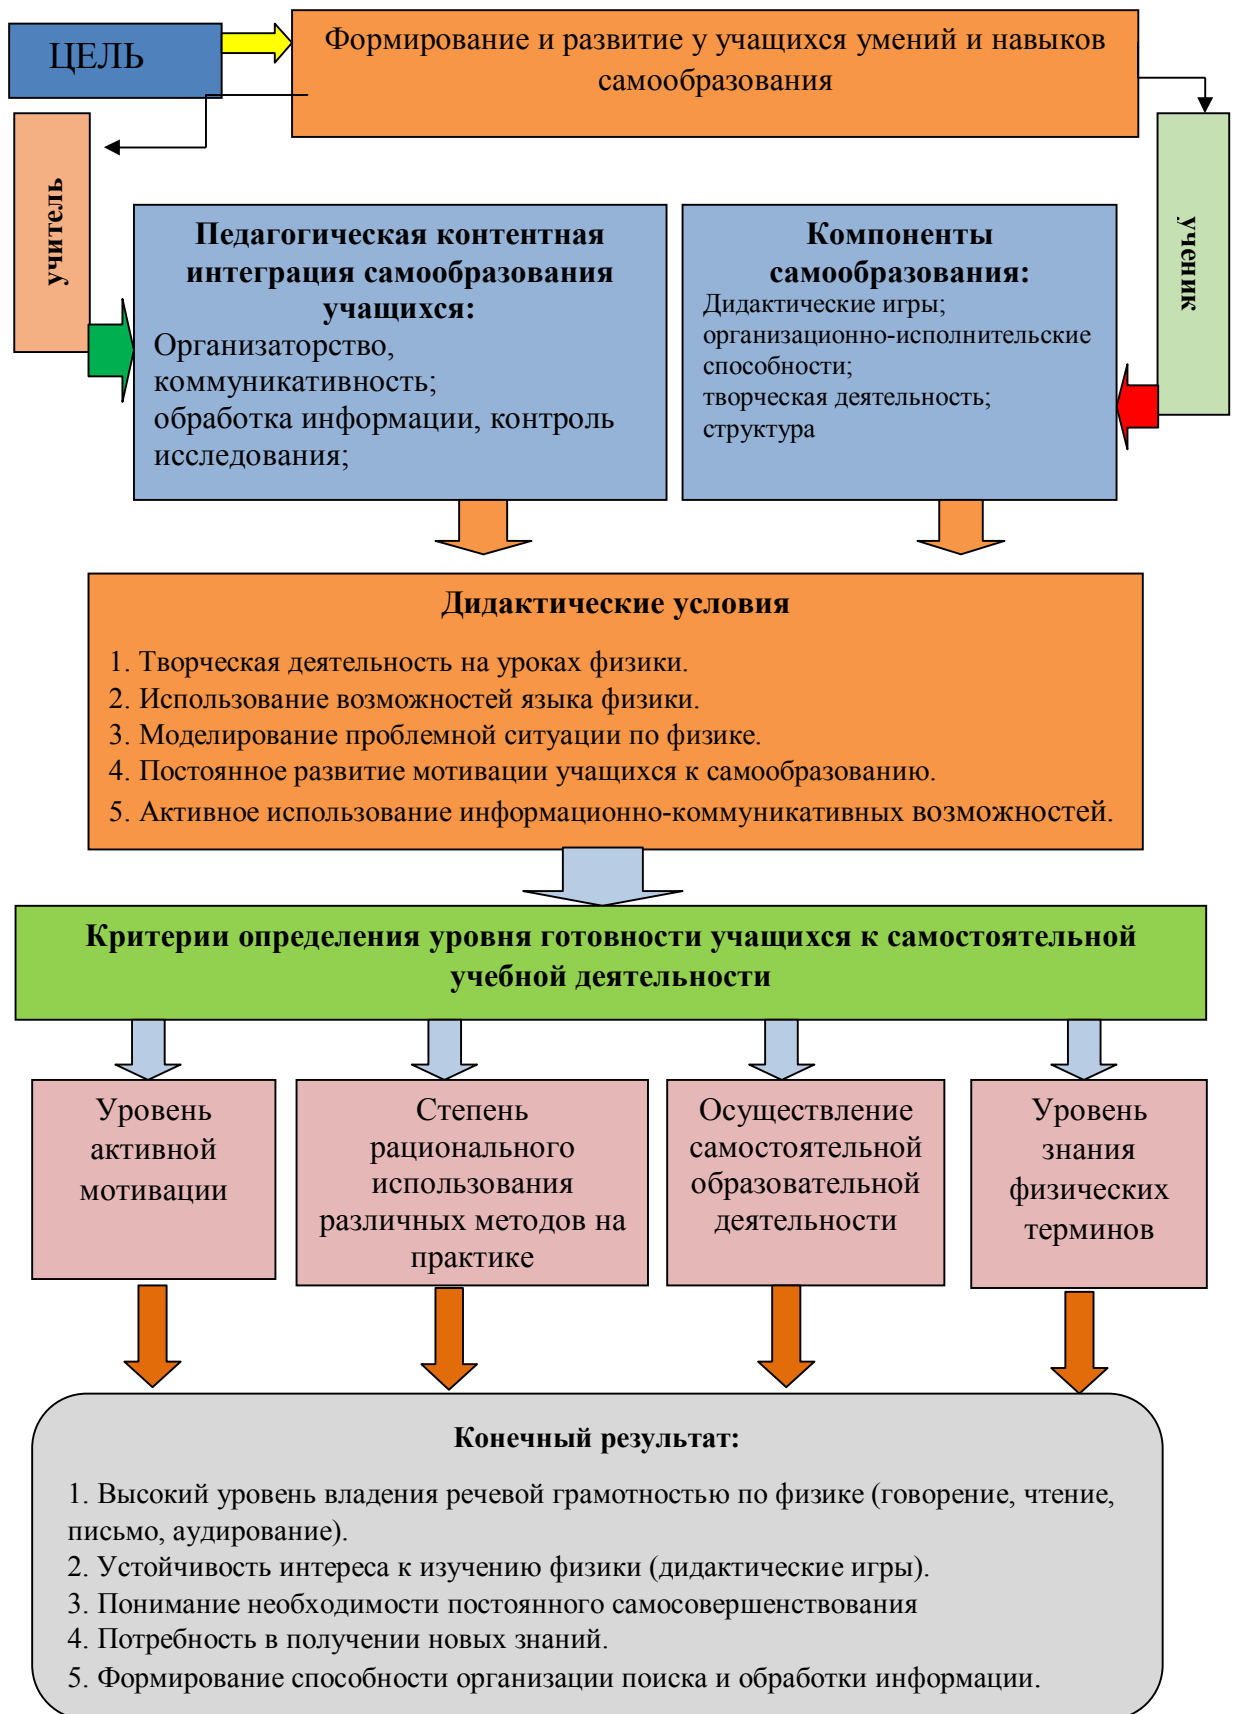 ЦЕЛЬ
Формирование и развитие у учащихся умений и навыков
самообразования
учитель
ученик
Педагогическая контентная
интеграция самообразования
учащихся:
Организаторство,
коммуникативность;
обработка информации, контроль
исследования;
Компоненты
самообразования:
Дидактические игры;
организационно-исполнительские
способности;
творческая деятельность;
структура
Дидактические условия
1. Творческая деятельность на уроках физики.
2. Использование возможностей языка физики.
3. Моделирование проблемной ситуации по физике.
4. Постоянное развитие мотивации учащихся к самообразованию.
5. Активное использование информационно-коммуникативных возможностей.
Критерии определения уровня готовности учащихся к самостоятельной
учебной деятельности
Уровень
активной
мотивации
Степень
рационального
использования
различных методов на
практике
Осуществление
самостоятельной
образовательной
деятельности
Уровень
знания
физических
терминов
Конечный результат:
1. Высокий уровень владения речевой грамотностью по физике (говорение, чтение,
письмо, аудирование).
2. Устойчивость интереса к изучению физики (дидактические игры).
3. Понимание необходимости постоянного самосовершенствования
4. Потребность в получении новых знаний.
5. Формирование способности организации поиска и обработки информации.